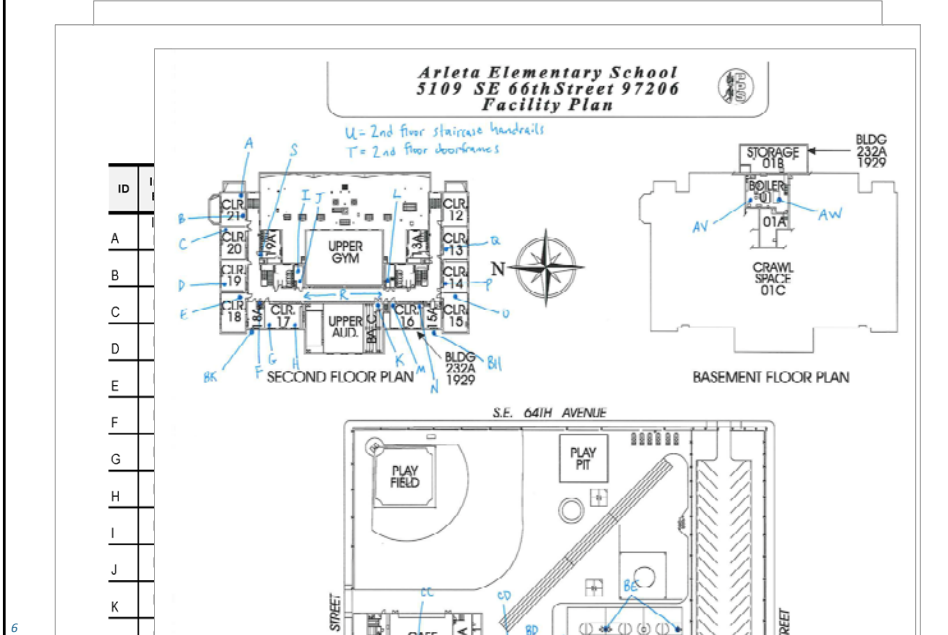 Arleta Elementary School
5109 SE 66th Street 97206
Facility Plan
U = 2nd floor staircase handrails
T = 2nd floor doorframes
A
S
I
J
L
B
C
D
E
BK
F
G
H
K
M
N
BH
O
P
Q
R
CLR. 21
CLR. 20
CLR. 19
CLR. 18
18A
CLR. 17
19A
UPPER GYM
UPPER AUD.
BALC.
13A
CLR. 12
CLR. 13
CLR. 14
CLR. 15
15A
CLR. 16
BLDG 232A 1929
SECOND FLOOR PLAN
N
STORAGE 01B
BLDG 232A 1929
BOILER 01
01A
AV
AW
CRAWL SPACE 01C
BASEMENT FLOOR PLAN
ID
A
B
C
D
E
F
G
H
I
J
K
S.E. 64TH AVENUE
PLAY FIELD
PLAY PIT
CC
CD
BE
BD
STREET
STREET
6